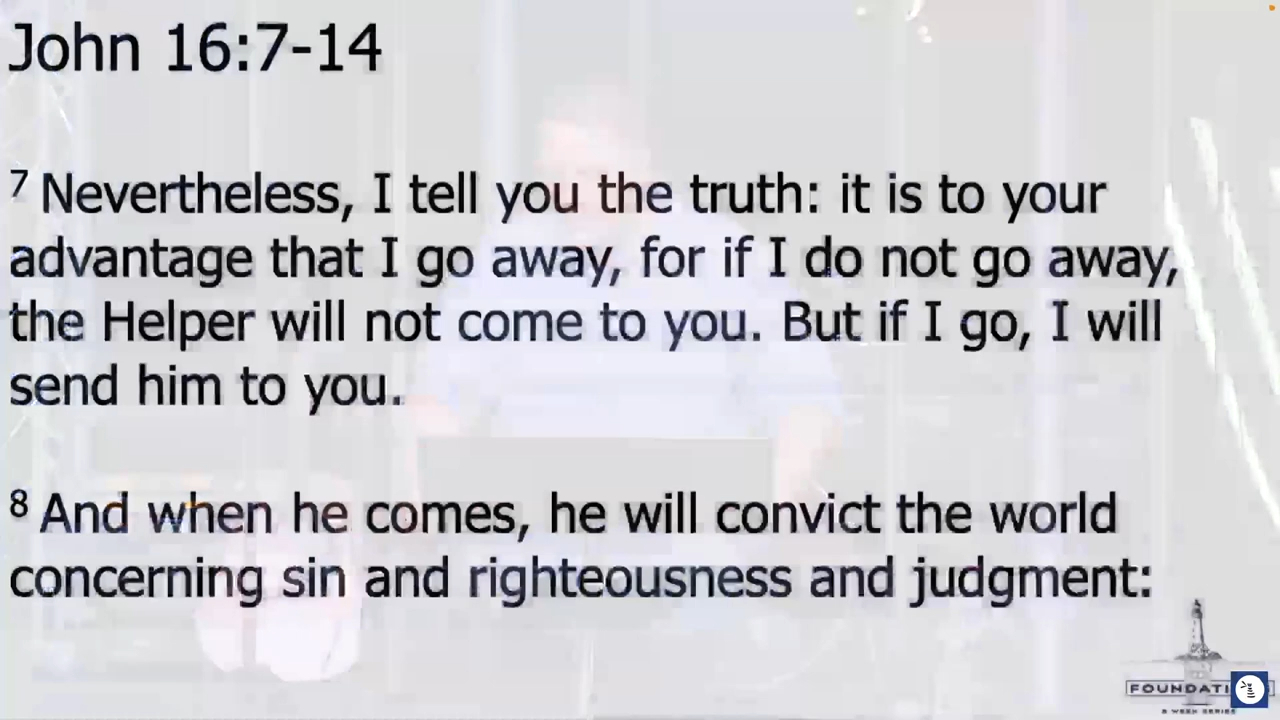 John 16:7-14
7 Nevertheless, I tell you the truth: it is to your
advantage that I go away, for if I do not go away,
the Helper will not come to you. But if I go, I will
send him to you.
8 And when he comes, he will convict the world
concerning sin and righteousness and judgment:
WEEK SERIES